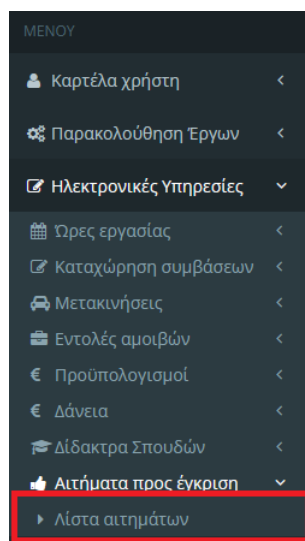 ΜΕΝΟΥ
Καρτέλα χρήστη
Παρακολούθηση Έργων
Ηλεκτρονικές Υπηρεσίες
Ώρες εργασίας
Καταχώρηση συμβάσεων
Μετακινήσεις
Εντολές αμοιβών
€ Προϋπολογισμοί
€ Δάνεια
Δίδακτρα Σπουδών
Αιτήματα προς έγκριση
Λίστα αιτημάτων